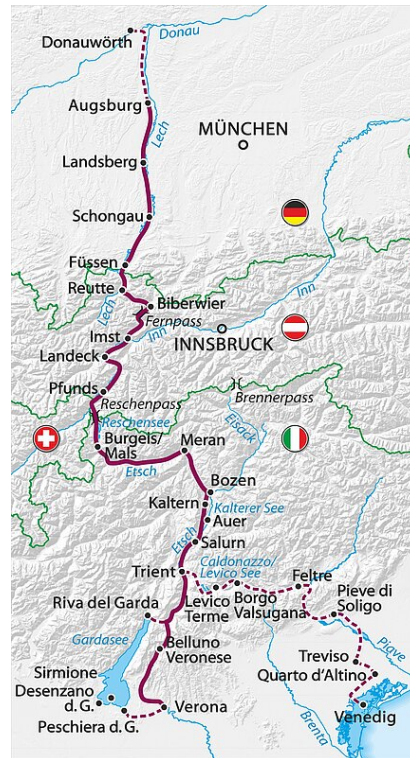 Donauwörth
Donau
Augsburg
Lech
MÜNCHEN
Landsberg
Schongau
Füssen
Reutte
Lech
Biberwier
Fernpass
Inn
Imst
Inn
INNSBRUCK
Landeck
Pfunds
Reschenpass
Brennerpass
Reschensee
Burgeis/
Mals
Meran
Eisack
Etsch
Bozen
Kaltern
Kalterer See
Auer
Etsch
Salurn
Caldonazzo/
Levico See
Trient
Feltre
Levico
Terme
Borgo
Valsugana
Pieve di
Soligo
Riva del Garda
Gardasee
Belluno
Veronese
Piave
Treviso
Quarto d'Altino
Sirmione
Desenzano
d. G.
Peschiera d. G.
Verona
Brenta
Venedig